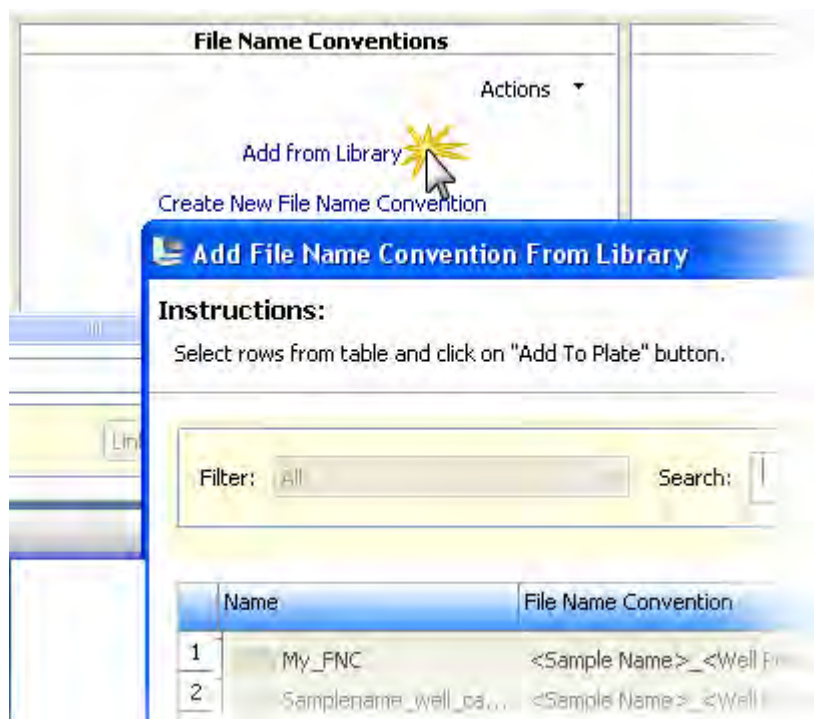 File Name Conventions
Actions
Add from Library
Create New File Name Convention
Add File Name Convention From Library
Instructions:
Select rows from table and click on "Add To Plate" button.
Filter: All Search:
Name File Name Convention
1 My_FNC <Sample Name>_<Well
2 Samplename_well_ca... <Sample Name>_<Well